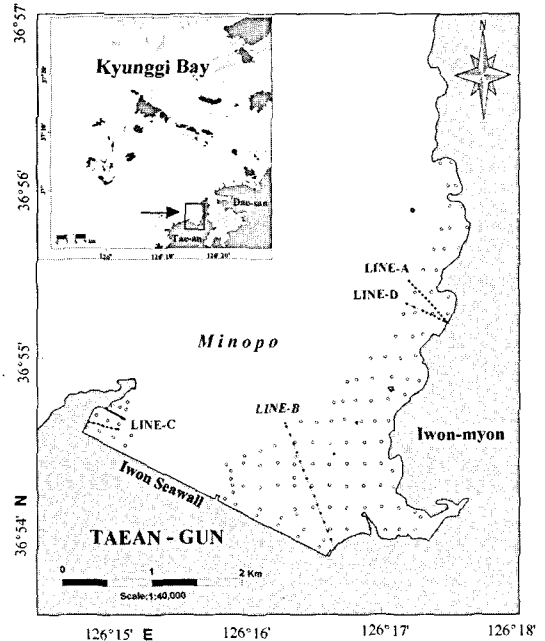 36°57'
N
Kyunggi Bay
Dae-san
Tae-an
36°56'
LINE-A
LINE-D
Minopo
36°55'
LINE-B
LINE-C
Iwon-myon
Iwon Seawall
36°54' N
TAEAN - GUN
0 1 2 Km
Scale:1:40,000
126°15' E 126°16' 126°17' 126°18'